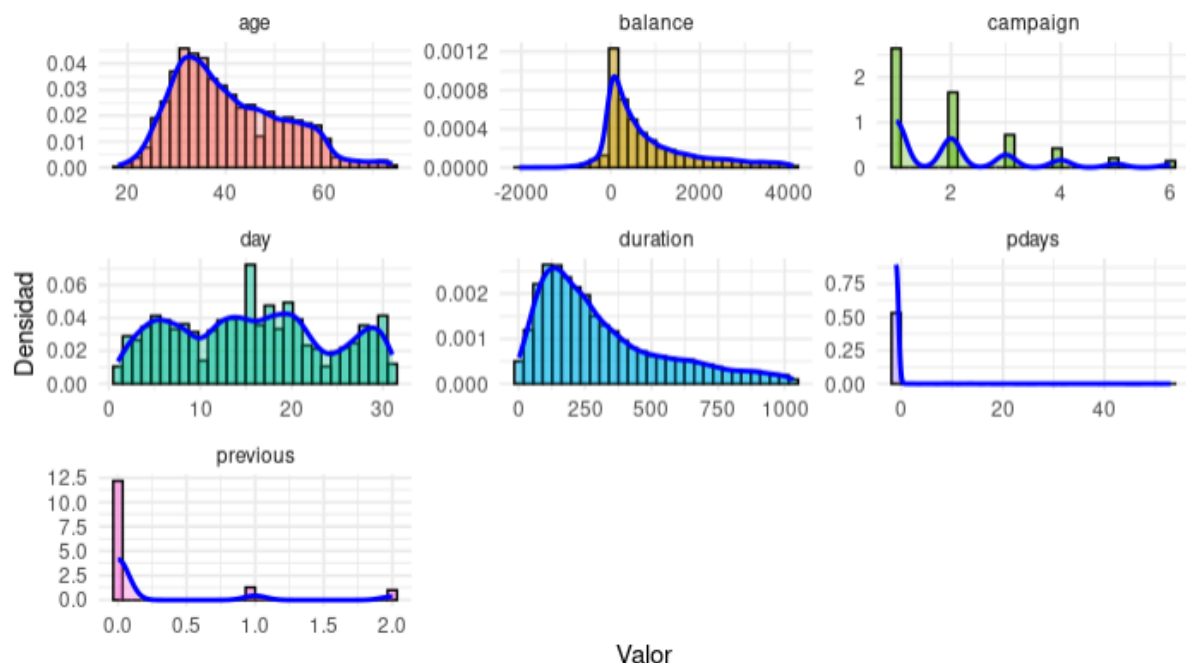 age
balance
campaign
0.04
0.03
0.02
0.01
0.00
20 40 60
0.0012
0.0008
0.0004
0.0000
-2000 0 2000 4000
2
1
0
2 4 6
day
duration
pdays
Densidad
0.06
0.04
0.02
0.00
0 10 20 30
0.002
0.001
0.000
0 250 500 750 1000
0.75
0.50
0.25
0.00
0 20 40
previous
12.5
10.0
7.5
5.0
2.5
0.0
0.0 0.5 1.0 1.5 2.0
Valor